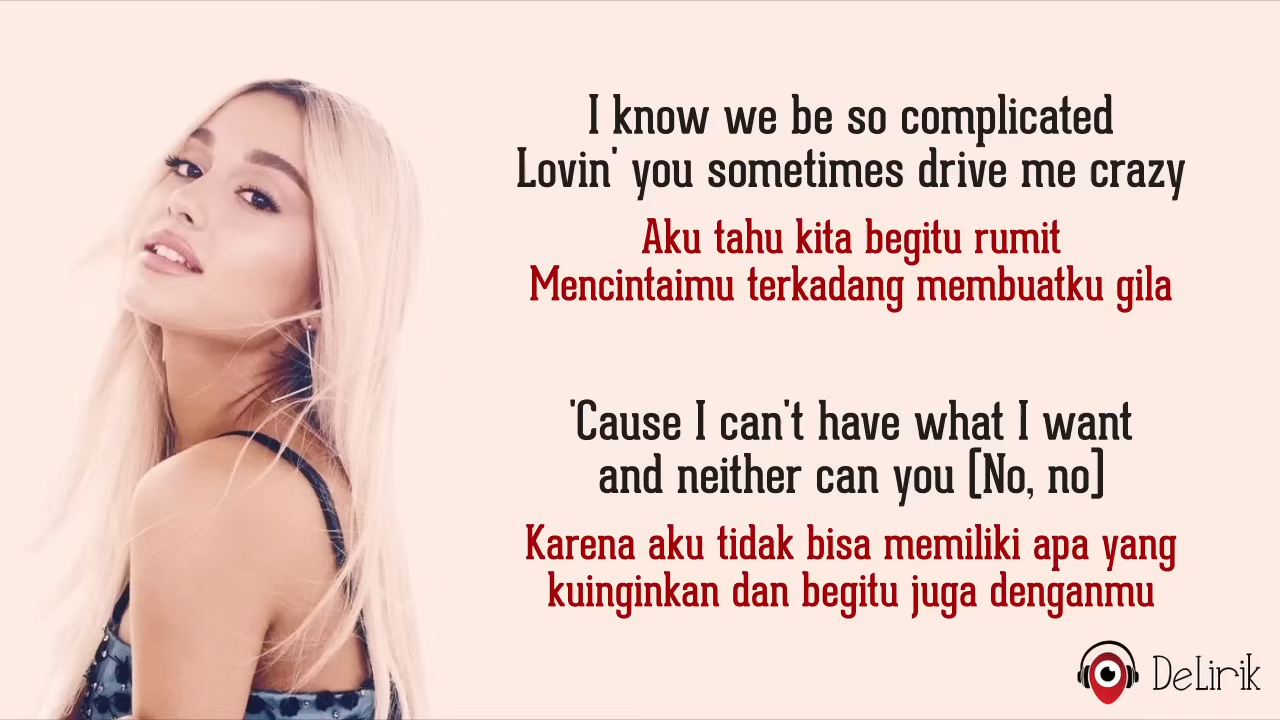 I know we be so complicated
Lovin' you sometimes drive me crazy
Aku tahu kita begitu rumit
Mencintaimu terkadang membuatku gila
'Cause I can't have what I want
and neither can you [No, no]
Karena aku tidak bisa memiliki apa yang
kuinginkan dan begitu juga denganmu
DeLirik